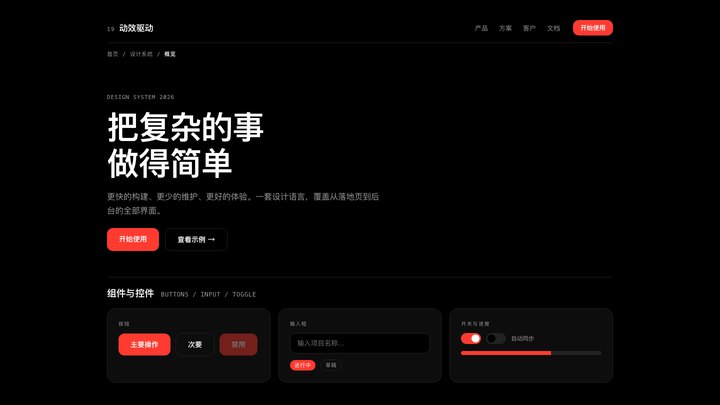 19 动效驱动
产品 方案 客户 文档 开始使用
首页 / 设计系统 / 概览
DESIGN SYSTEM 2026
把复杂的事
做得简单
更快的构建、更少的维护、更好的体验。一套设计语言，覆盖从落地页到后
台的全部界面。
开始使用 查看示例 →
组件与控件 BUTTONS / INPUT / TOGGLE
按钮
主要操作 次要 禁用
输入框
输入项目名称...
进行中 草稿
开关与进度
自动同步